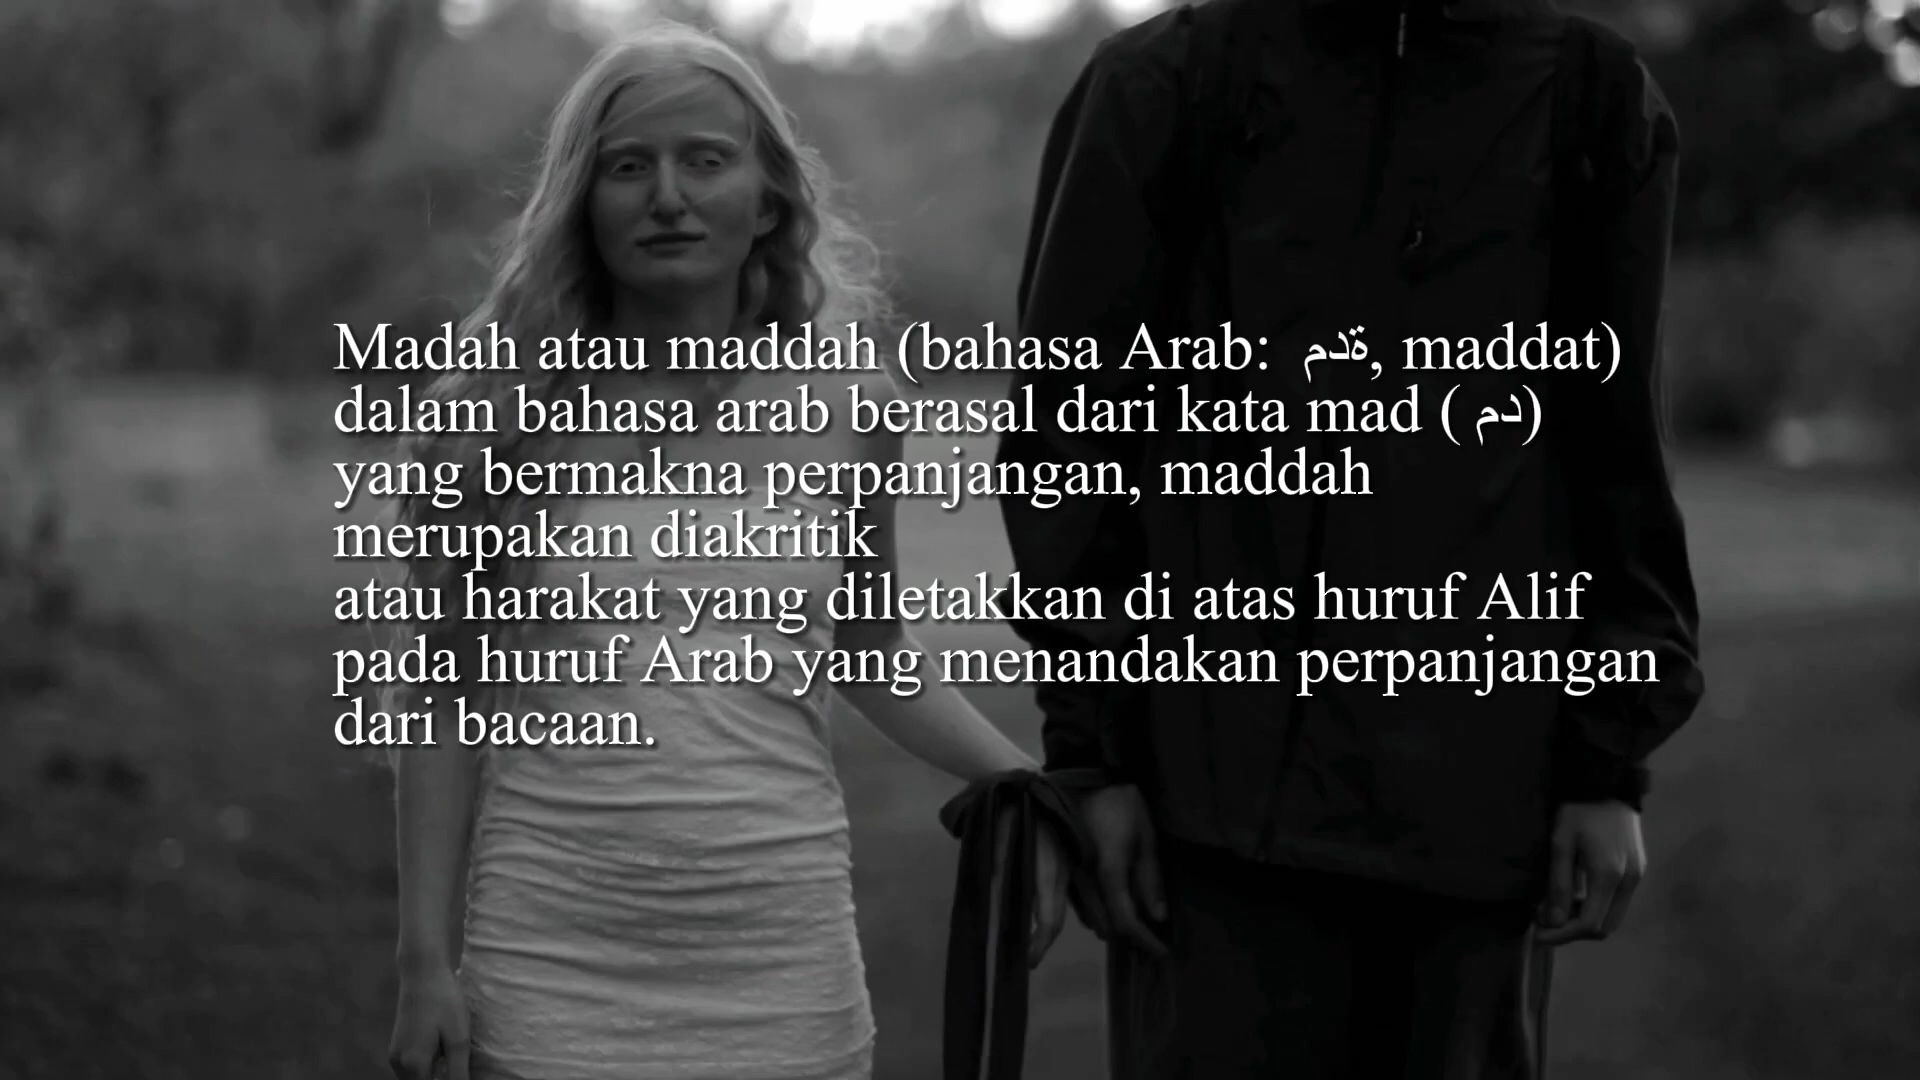 Madah atau maddah (bahasa Arab: مدة, maddat)
dalam bahasa arab berasal dari kata mad ( مد)
yang bermakna perpanjangan, maddah
merupakan diakritik
atau harakat yang diletakkan di atas huruf Alif
pada huruf Arab yang menandakan perpanjangan
dari bacaan.